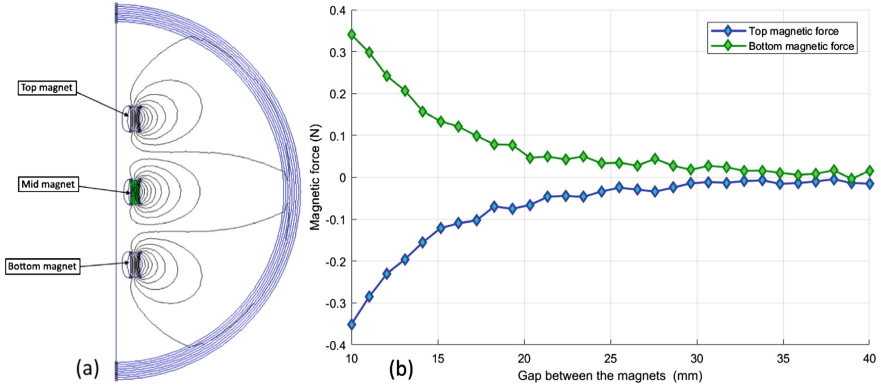 Top magnet
Mid magnet
Bottom magnet
(a)
0.4
0.3
0.2
0.1
0
-0.1
-0.2
-0.3
-0.4
Magnetic force (N)
Top magnetic force
Bottom magnetic force
10 15 20 25 30 35 40
(b)
Gap between the magnets (mm)